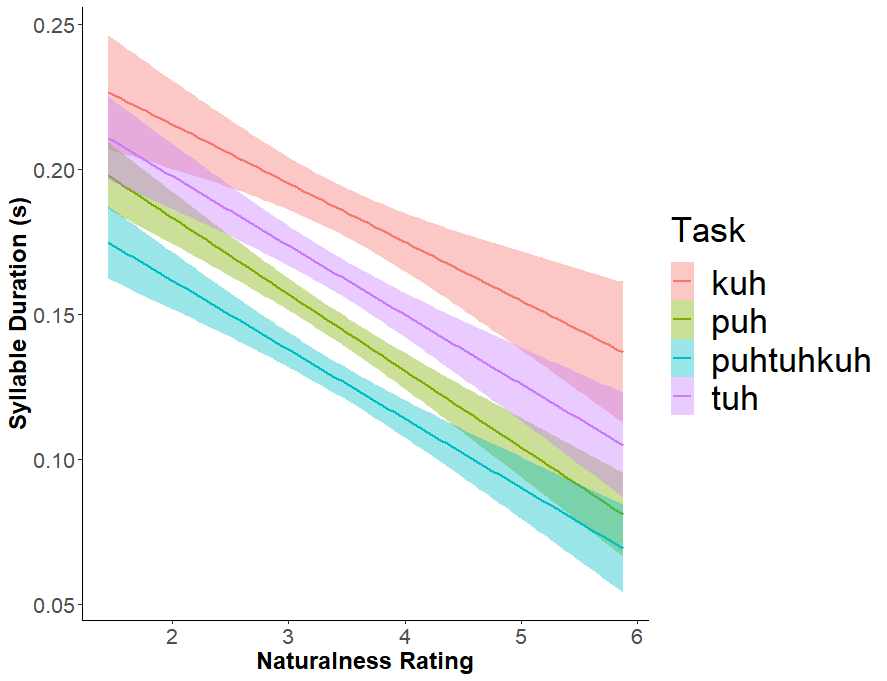 0.25
0.20
0.15
0.10
0.05
Syllable Duration (s)
2 3 4 5 6
Naturalness Rating
Task
kuh
puh
puhtuhkuh
tuh